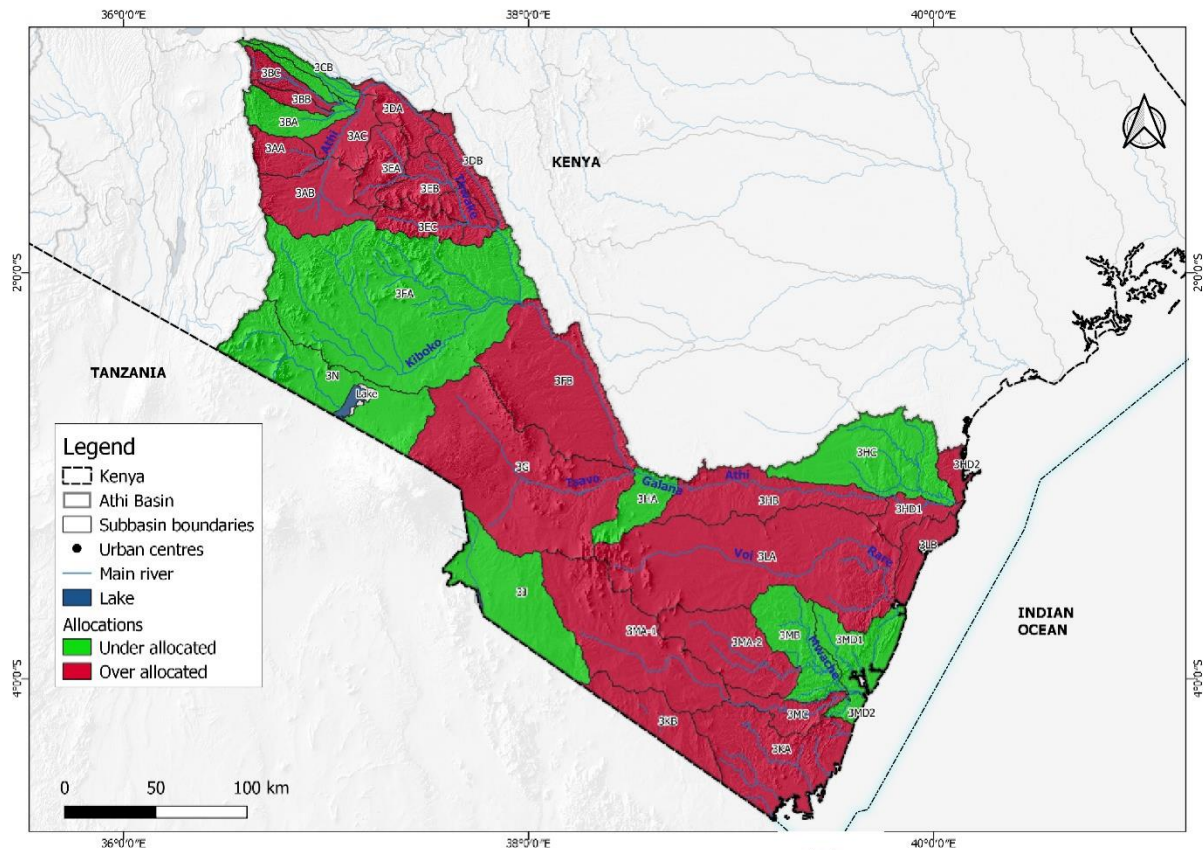 36°0'0"E
38°0'0"E
40°0'0"E
3CB
3BC
3BB
3BA
3DA
3AC
Athi
3AA
3EA
3DB
3EB
3AB
3EC
KENYA
2°0'0"S
2°0'0"S
3FA
Kiboko
TANZANIA
3N
Lake
3FB
3G
Tsavo
3HA
Galana
Athi
3HB
3HC
3HD2
3HD1
3LB
Voi
3LA
Rare
3J
3MA-1
3MA-2
3MB
3MD1
Mwache
3MD2
3MC
3KB
3KA
INDIAN
OCEAN
4°0'0"S
4°0'0"S
Legend
Kenya
Athi Basin
Subbasin boundaries
Urban centres
Main river
Lake
Allocations
Under allocated
Over allocated
0 50 100 km
36°0'0"E
38°0'0"E
40°0'0"E